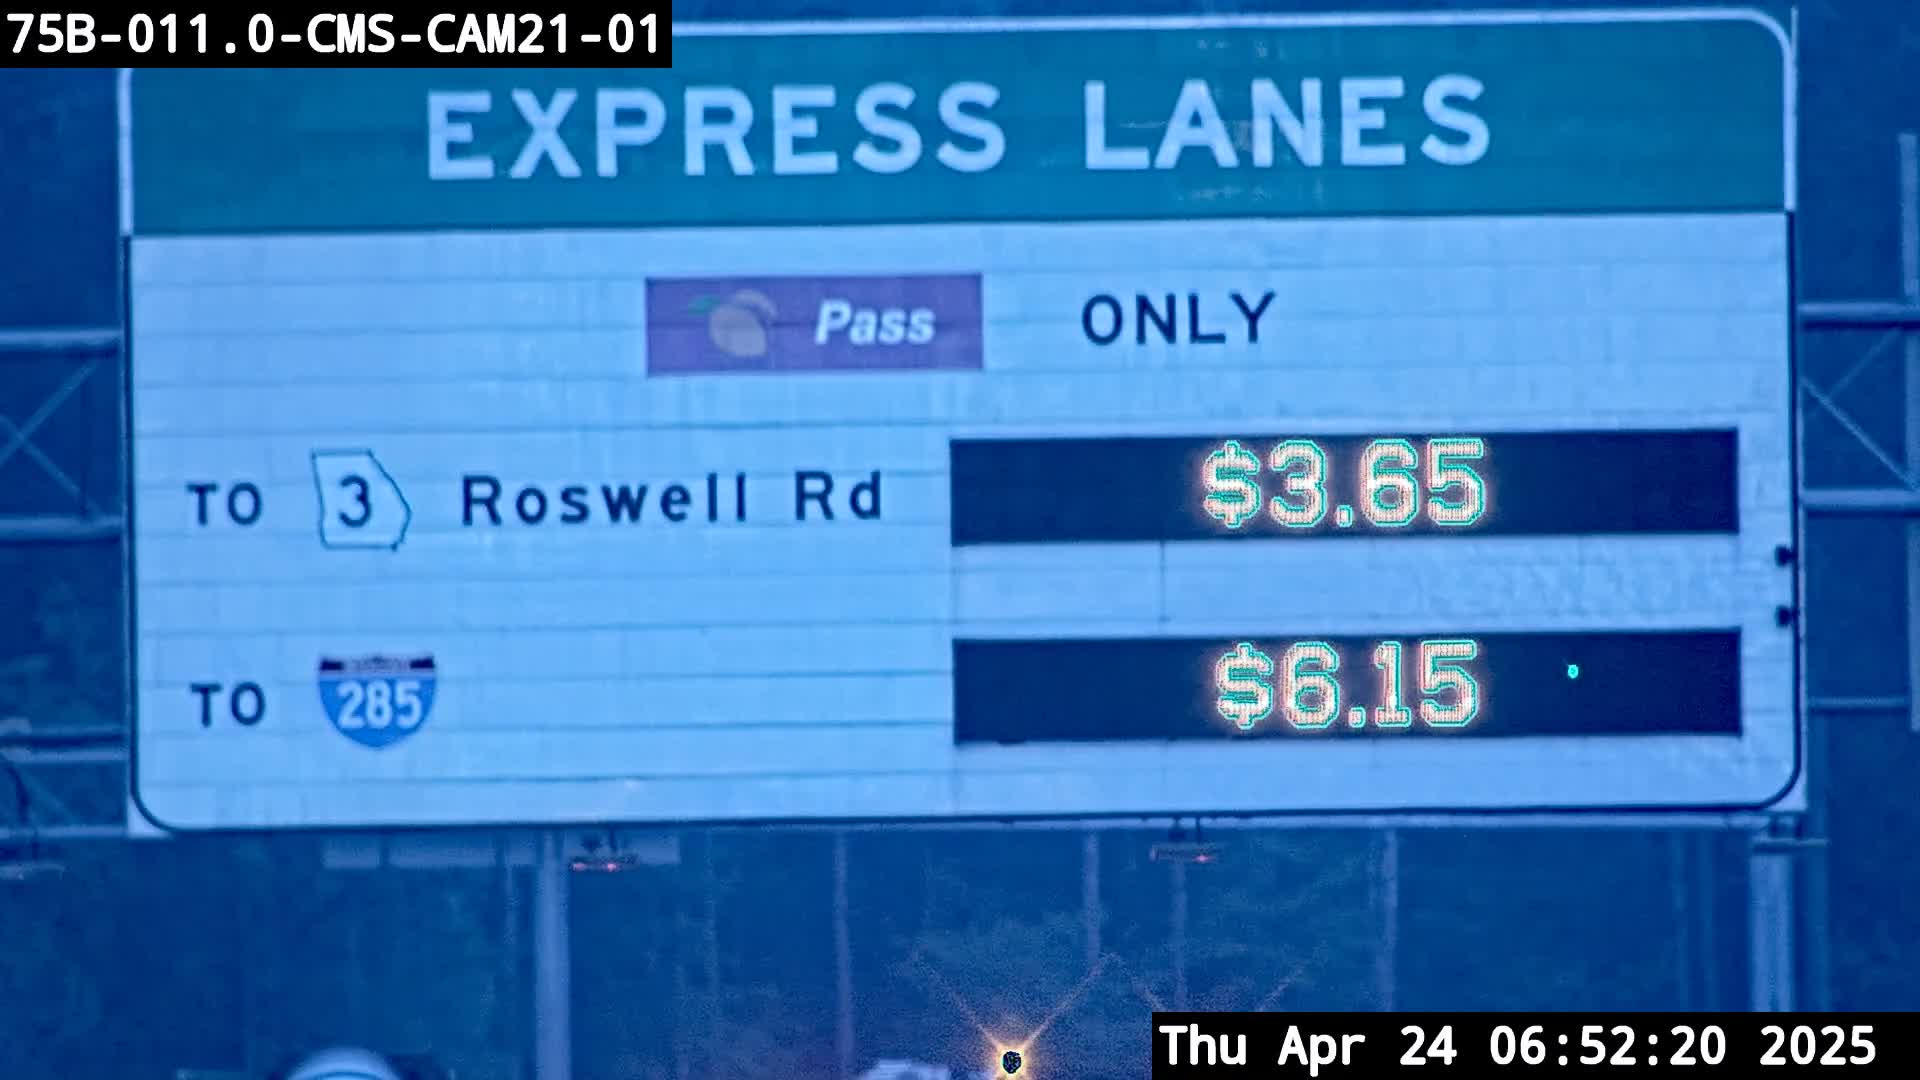 75B-011.0-CMS-CAM21-01
EXPRESS LANES
Pass ONLY
TO 3 Roswell Rd $3.65
TO 285 $6.15
Thu Apr 24 06:52:20 2025